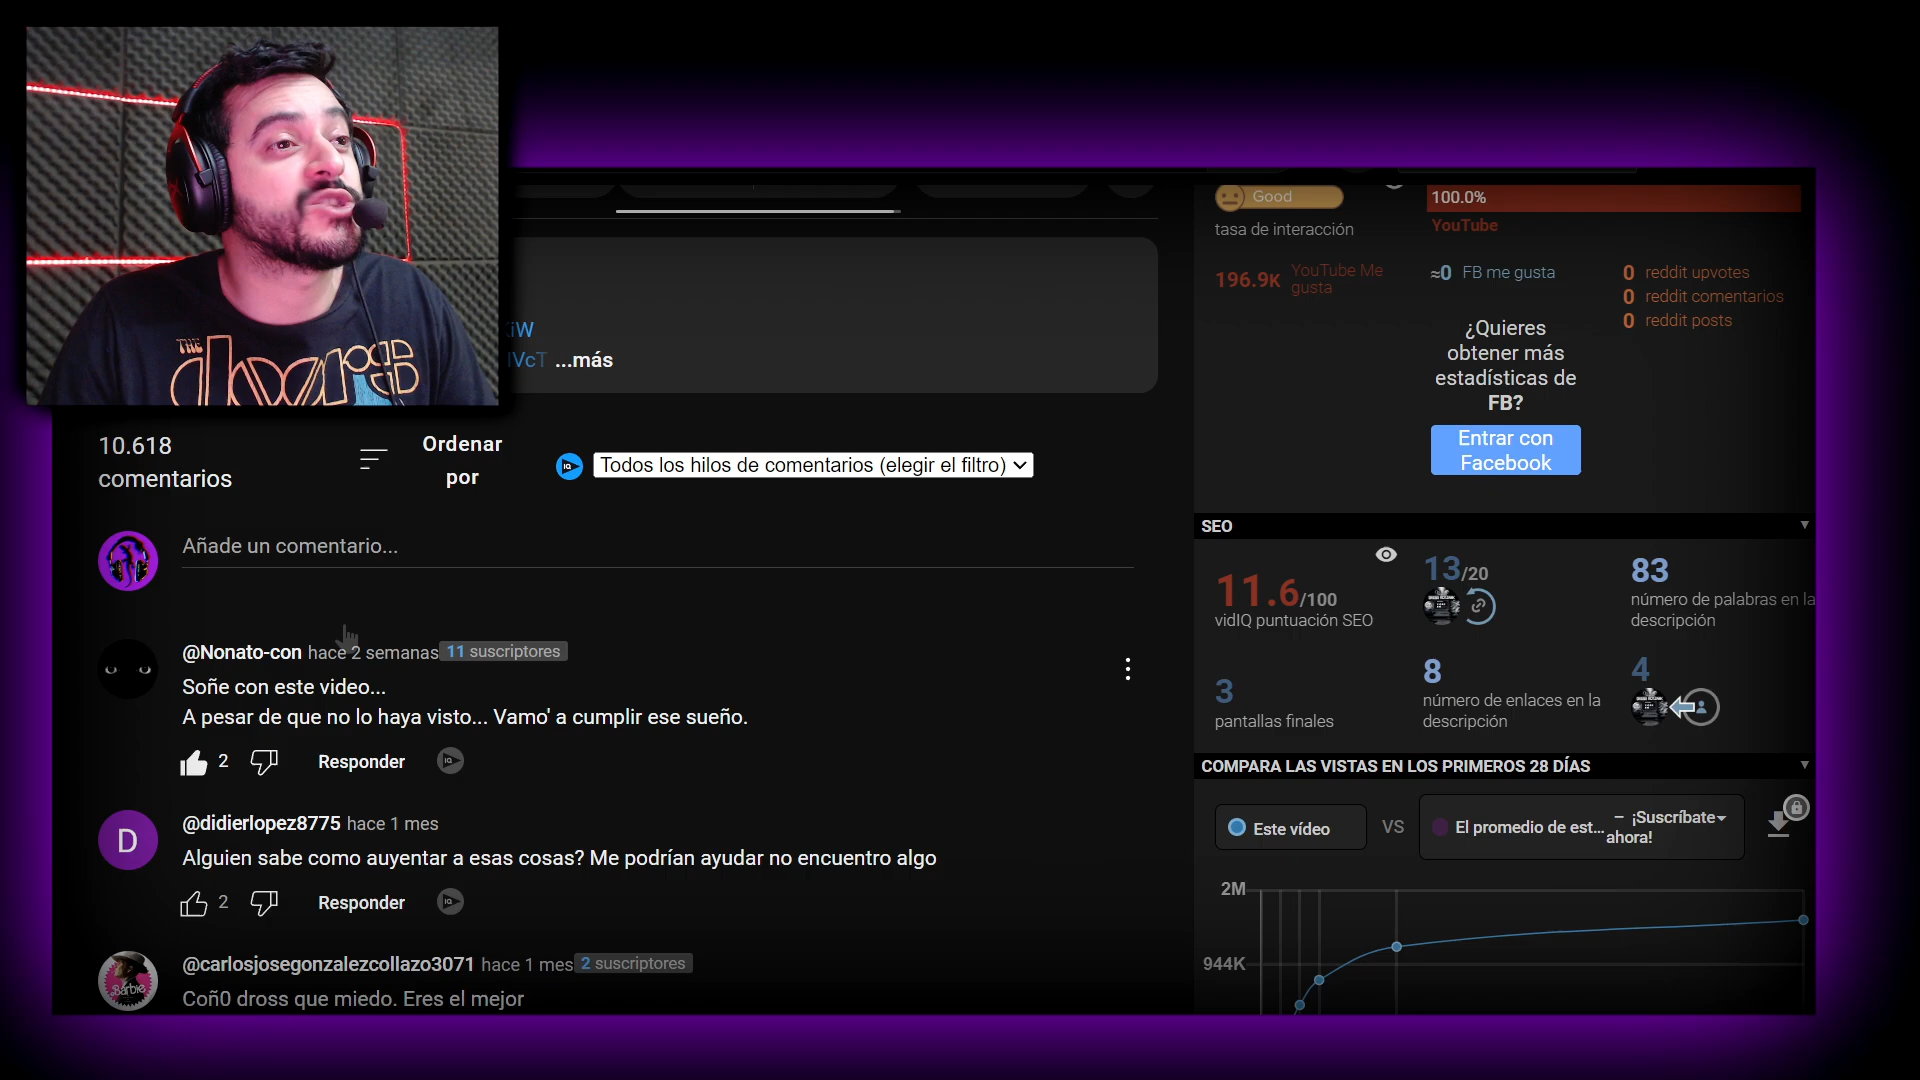 THE
doors
iW
VcT ...más
10.618
comentarios
Ordenar
por
Todos los hilos de comentarios (elegir el filtro)
Añade un comentario...
@Nonato-con hace 2 semanas 11 suscriptores
Soñe con este video...
A pesar de que no lo haya visto... Vamo' a cumplir ese sueño.
2 Responder
D
@didierlopez8775 hace 1 mes
Alguien sabe como auyentar a esas cosas? Me podrían ayudar no encuentro algo
2 Responder
Barbie
@carlosjosegonzalezcollazo3071 hace 1 mes 2 suscriptores
Coñ0 dross que miedo. Eres el mejor
Good
tasa de interacción
100.0%
YouTube
196.9K YouTube Me
gusta
≈0 FB me gusta
0 reddit upvotes
0 reddit comentarios
0 reddit posts
¿Quieres
obtener más
estadísticas de
FB?
Entrar con
Facebook
SEO
11.6/100
vidIQ puntuación SEO
13/20
83
número de palabras en la
descripción
3
pantallas finales
8
número de enlaces en la
descripción
4
COMPARA LAS VISTAS EN LOS PRIMEROS 28 DÍAS
Este vídeo
VS
El promedio de est...
– ¡Suscríbate
ahora!
2M
944K